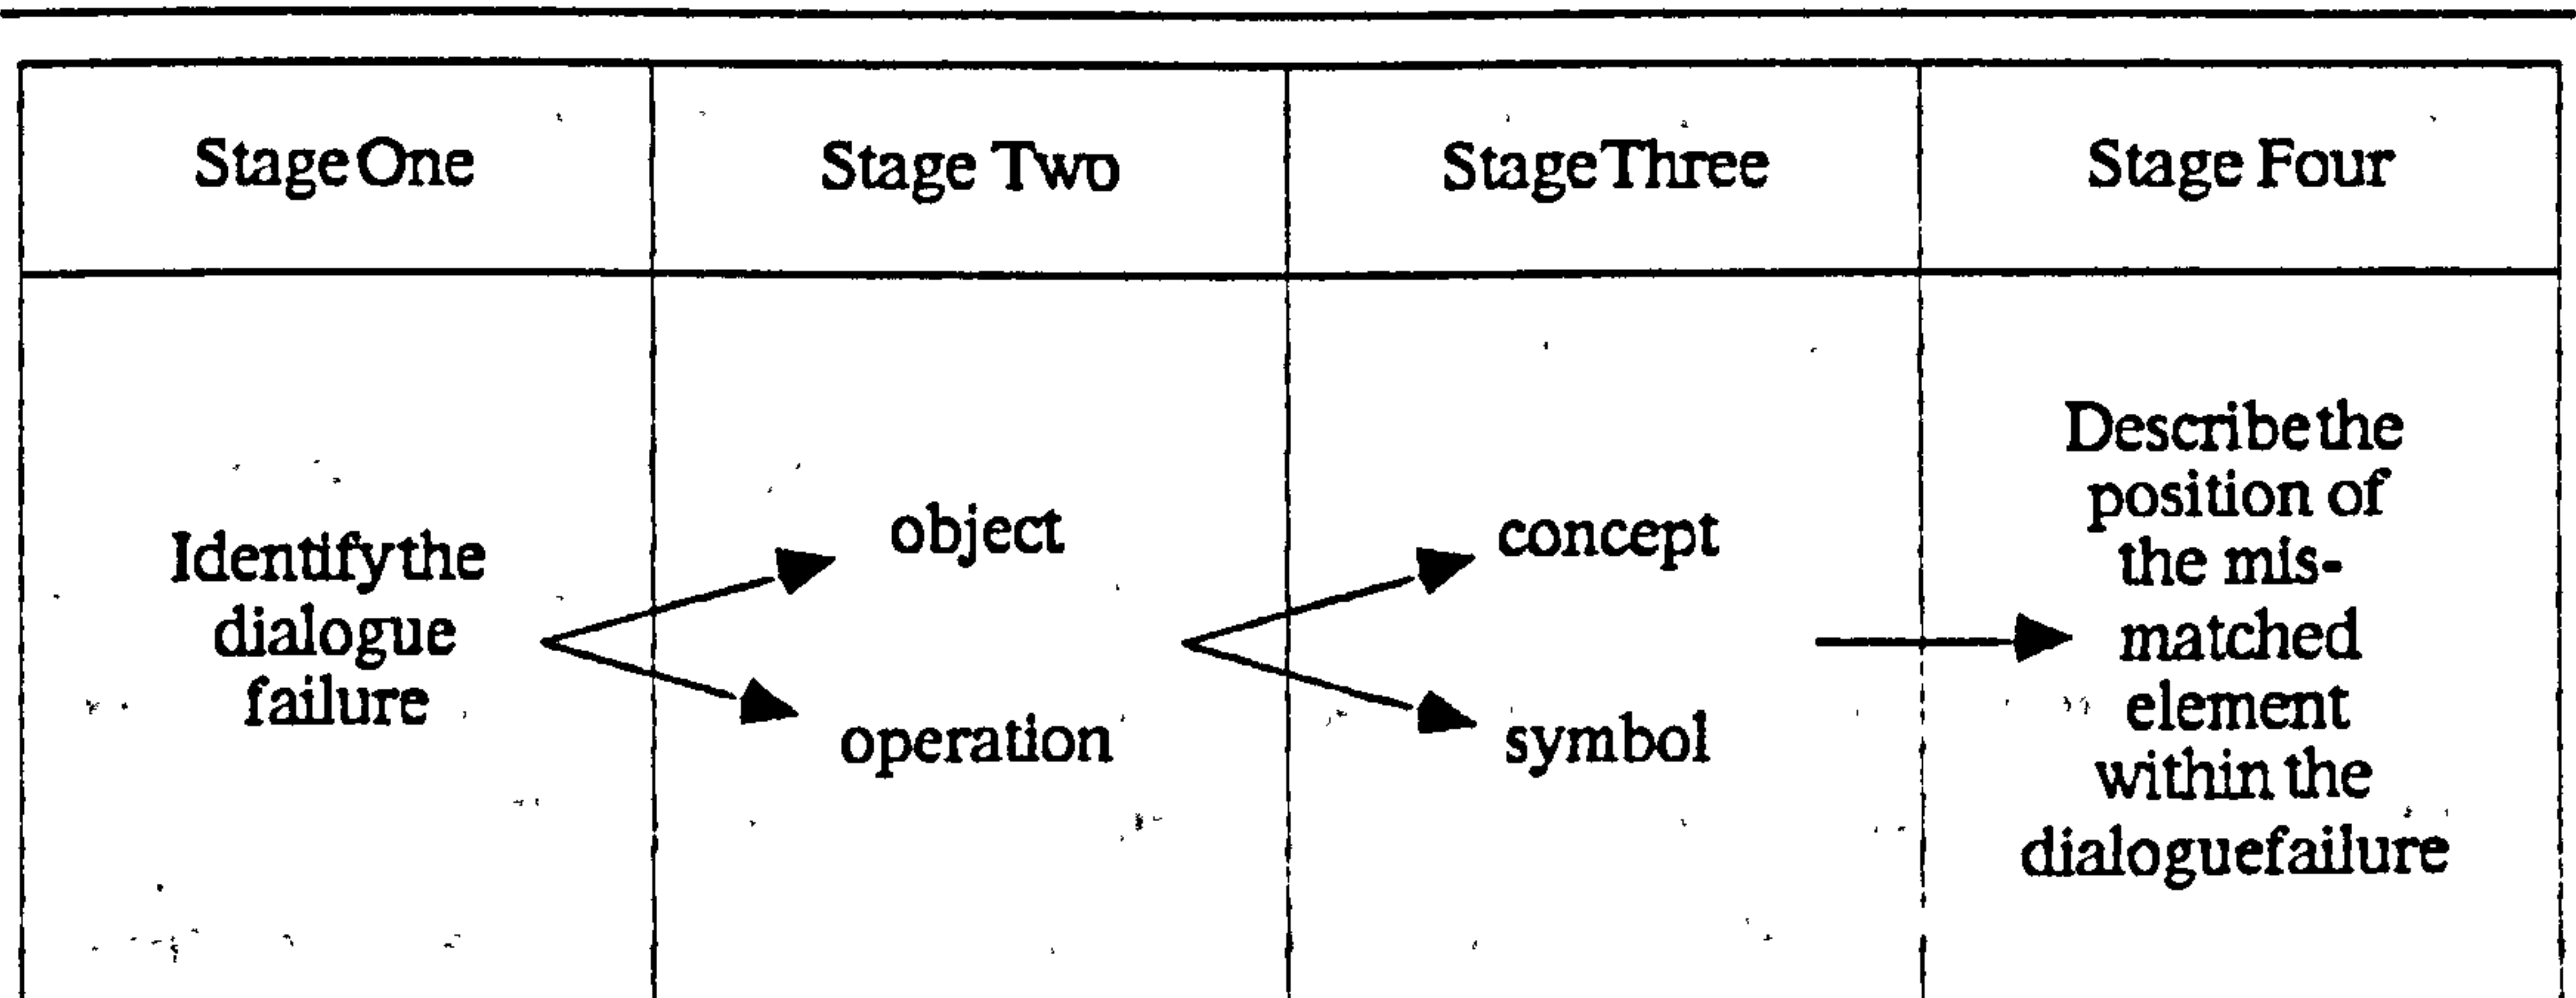 Stage One
Stage Two
Stage Three
Stage Four
Identify the
dialogue
failure
object
operation
concept
symbol
Describe the
position of
the mis-
matched
element
within the
dialogue failure